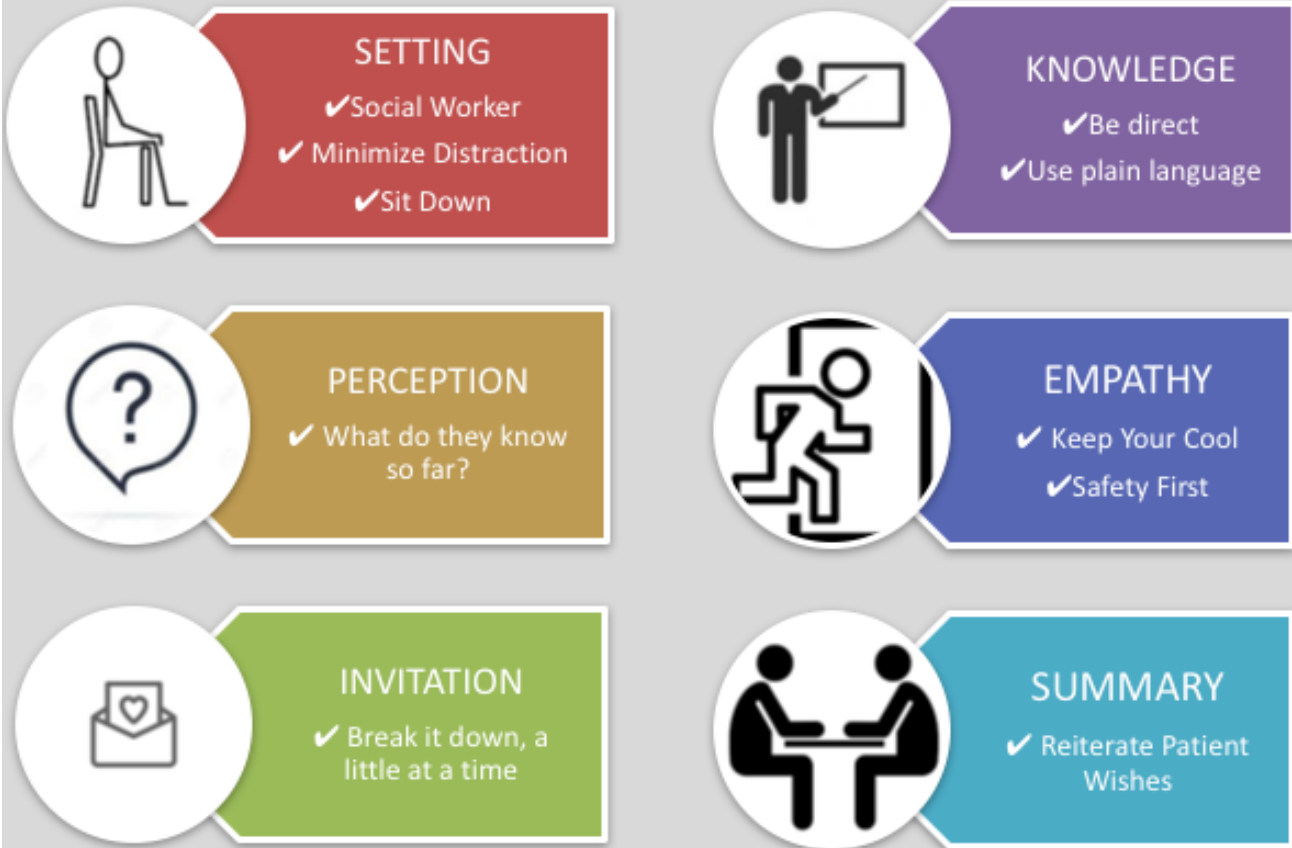 SETTING
✔Social Worker
✔ Minimize Distraction
✔Sit Down
PERCEPTION
✔ What do they know
so far?
INVITATION
✔ Break it down, a
little at a time
KNOWLEDGE
✔Be direct
✔Use plain language
EMPATHY
✔ Keep Your Cool
✔Safety First
SUMMARY
✔ Reiterate Patient
Wishes